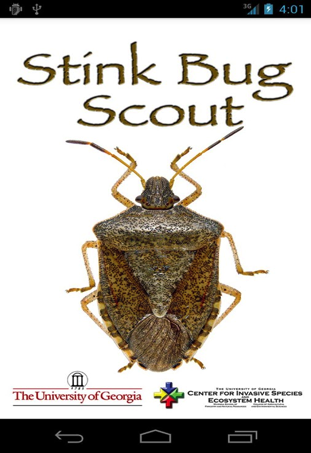 3G 4:01
Stink Bug
Scout
The University of Georgia
THE UNIVERSITY OF GEORGIA
CENTER FOR INVASIVE SPECIES
& ECOSYSTEM HEALTH